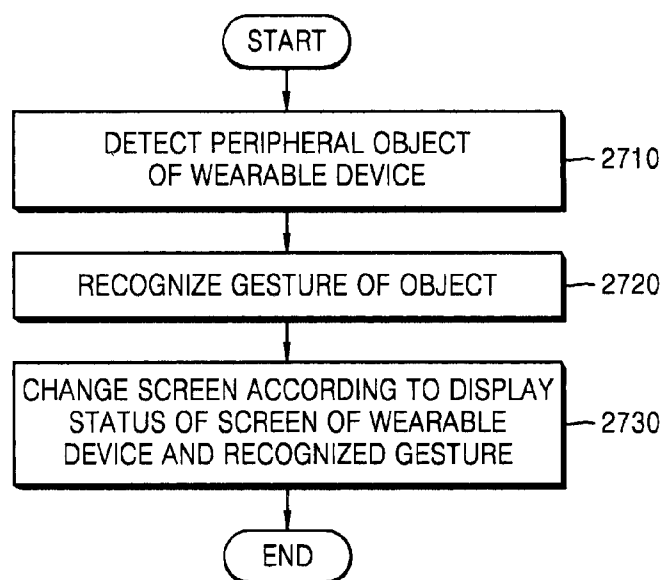 START
DETECT PERIPHERAL OBJECT
OF WEARABLE DEVICE
2710
RECOGNIZE GESTURE OF OBJECT
2720
CHANGE SCREEN ACCORDING TO DISPLAY
STATUS OF SCREEN OF WEARABLE
DEVICE AND RECOGNIZED GESTURE
2730
END